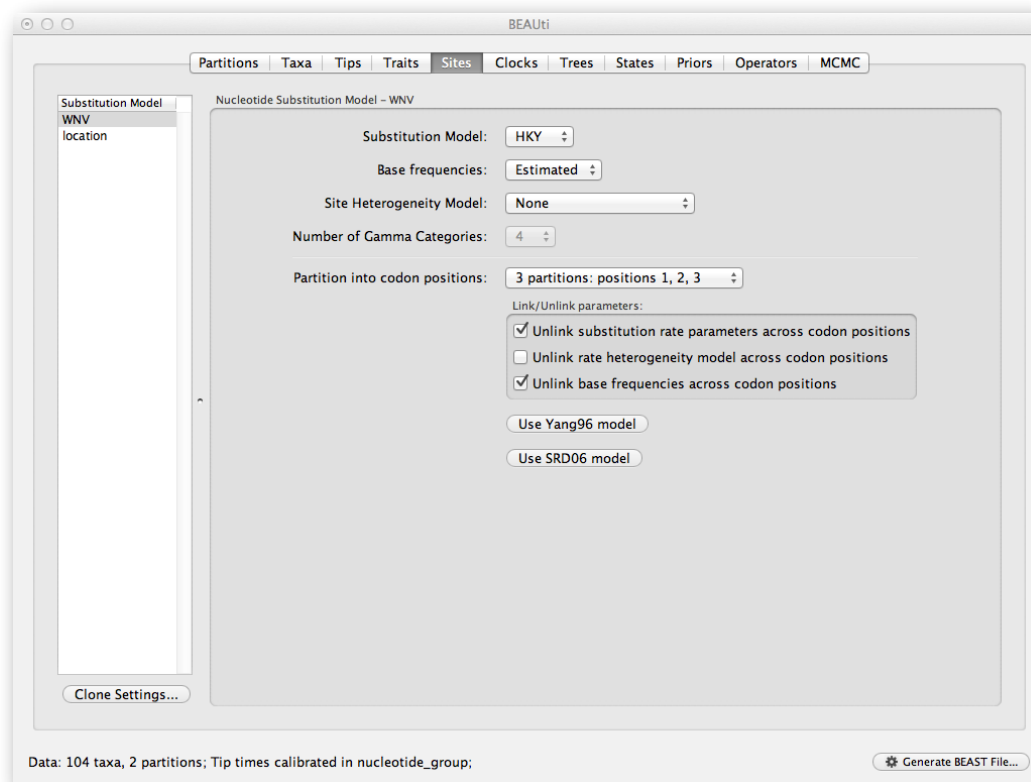 BEAUti
Partitions Taxa Tips Traits Sites Clocks Trees States Priors Operators MCMC
Substitution Model
WNV
location
Clone Settings...
Nucleotide Substitution Model – WNV
Substitution Model: HKY
Base frequencies: Estimated
Site Heterogeneity Model: None
Number of Gamma Categories: 4
Partition into codon positions: 3 partitions: positions 1, 2, 3
Link/Unlink parameters:
Unlink substitution rate parameters across codon positions
Unlink rate heterogeneity model across codon positions
Unlink base frequencies across codon positions
Use Yang96 model
Use SRD06 model
Data: 104 taxa, 2 partitions; Tip times calibrated in nucleotide_group;
Generate BEAST File...